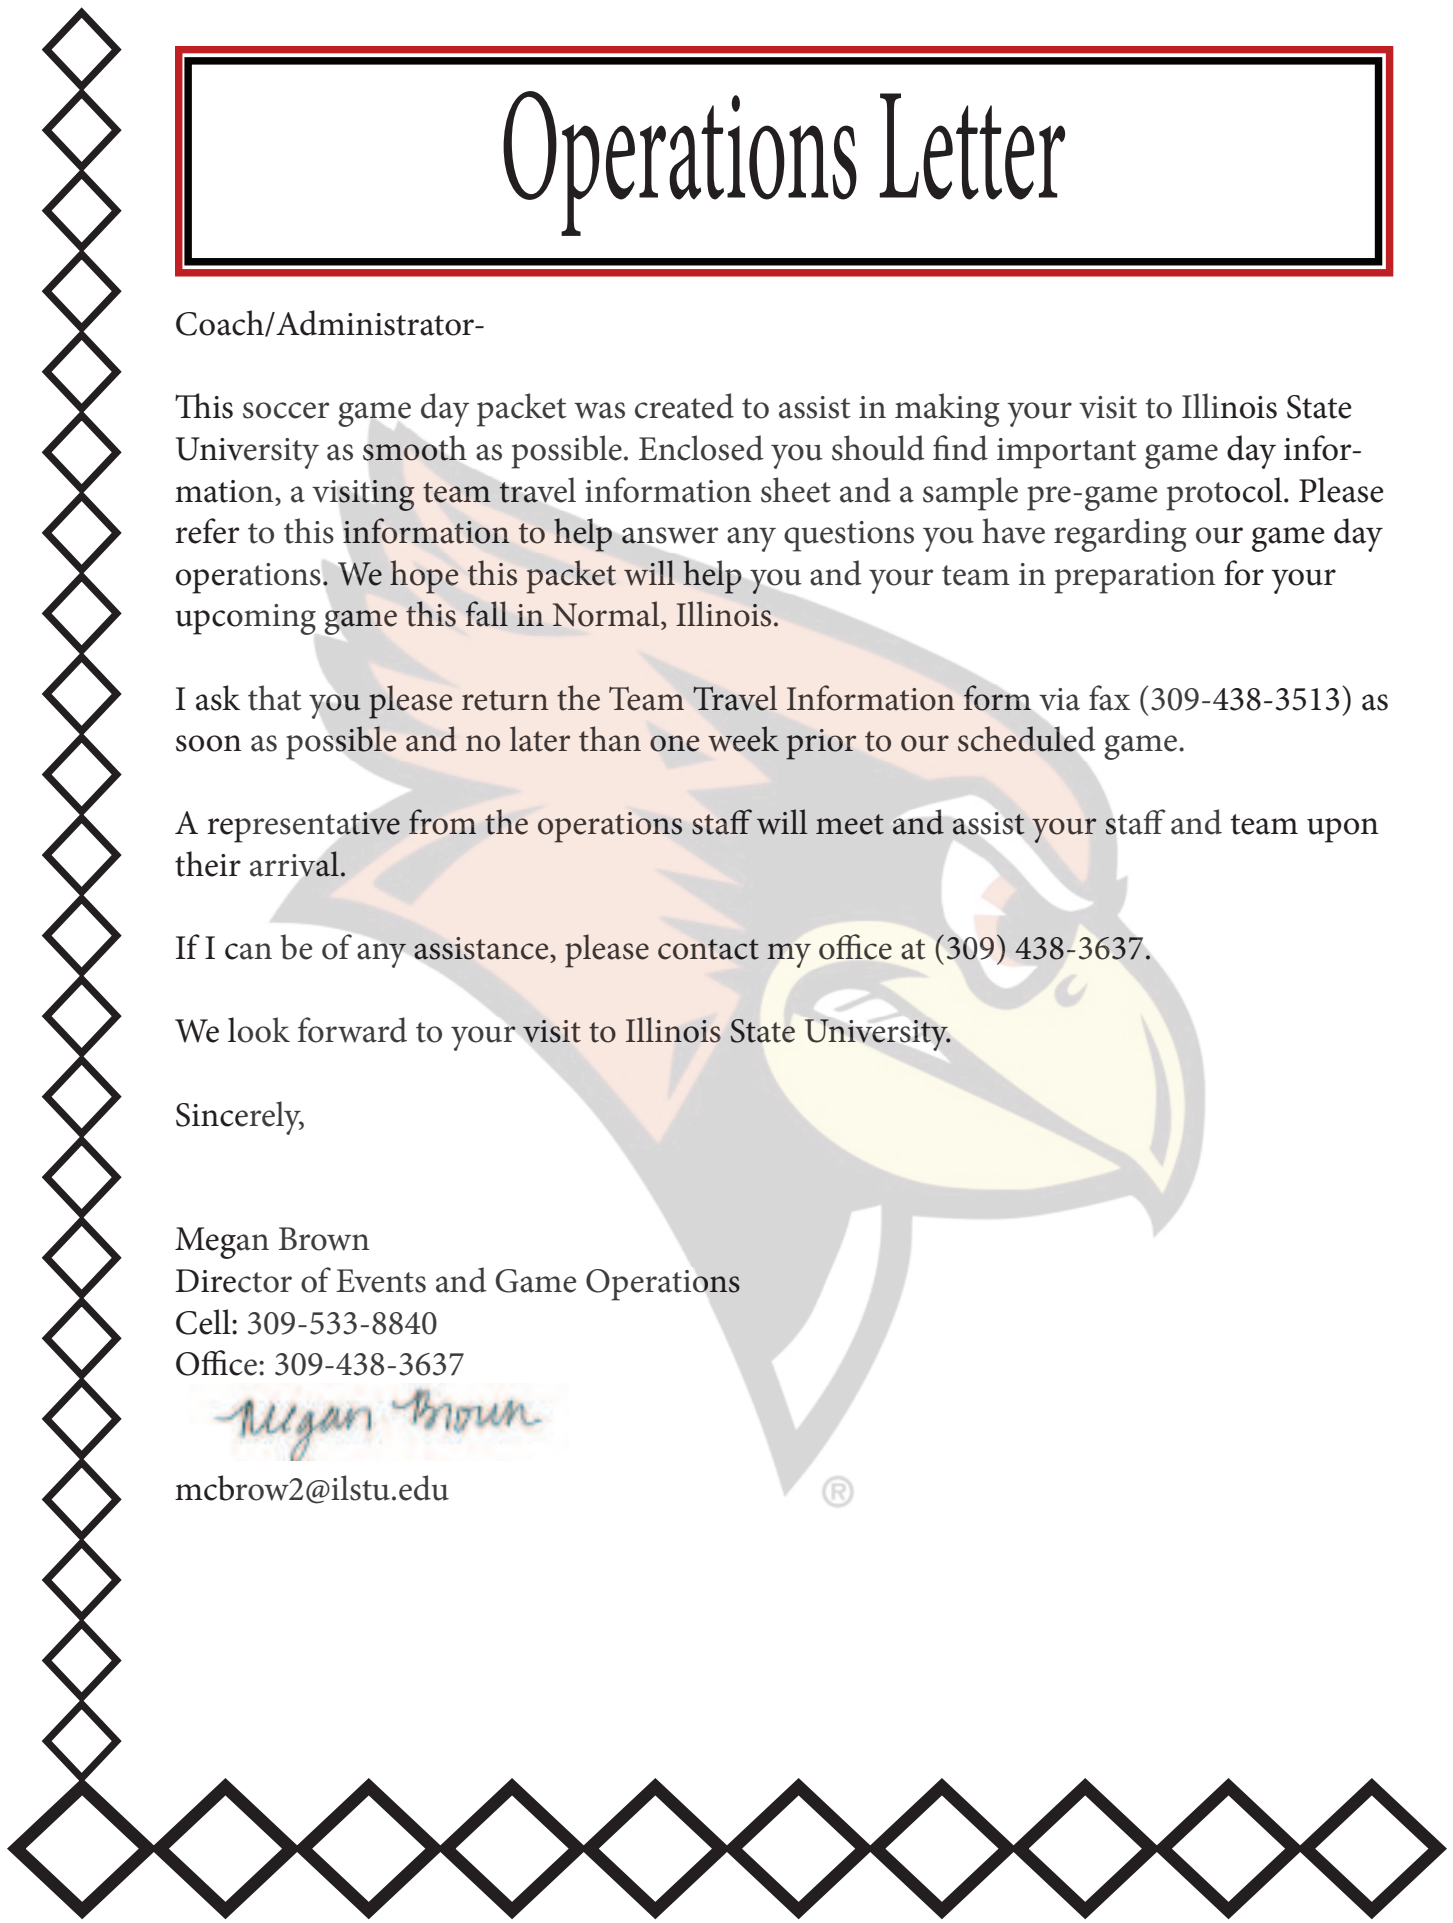 Operations Letter
Coach/Administrator-
This soccer game day packet was created to assist in making your visit to Illinois State
University as smooth as possible. Enclosed you should find important game day infor-
mation, a visiting team travel information sheet and a sample pre-game protocol. Please
refer to this information to help answer any questions you have regarding our game day
operations. We hope this packet will help you and your team in preparation for your
upcoming game this fall in Normal, Illinois.
I ask that you please return the Team Travel Information form via fax (309-438-3513) as
soon as possible and no later than one week prior to our scheduled game.
A representative from the operations staff will meet and assist your staff and team upon
their arrival.
If I can be of any assistance, please contact my office at (309) 438-3637.
We look forward to your visit to Illinois State University.
Sincerely,
Megan Brown
Director of Events and Game Operations
Cell: 309-533-8840
Office: 309-438-3637
Megan Brown
mcbrow2@ilstu.edu
®